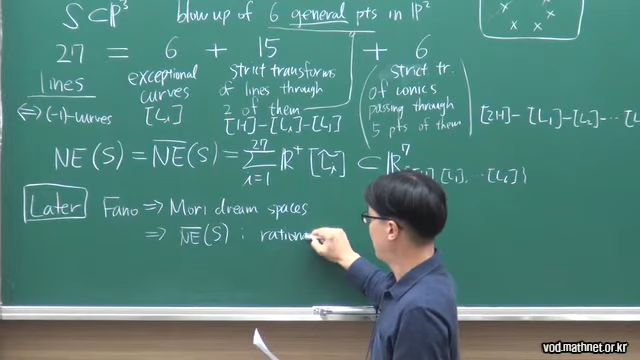 S ⊂ P³ blow up of 6 general pts in P²
27 = 6 + 15 + 6
lines exceptional curves strict transforms of lines through 2 of them (strict tr. of conics passing through 5 pts of them)
⇔ (-1)-curves [Lᵢ] [H]-[Lᵢ]-[Lⱼ] [2H]-[L₁]-[L₂]-
NE(S) = N̅E̅(S) = Σ²⁷ᵢ₌₁ R⁺[L̃ᵢ] ⊂ R⁷
[L₁], ⋯[L₆]}
Later Fano ⇒ Mori dream spaces
⇒ N̅E̅(S) :
vod.mathnet.or.kr